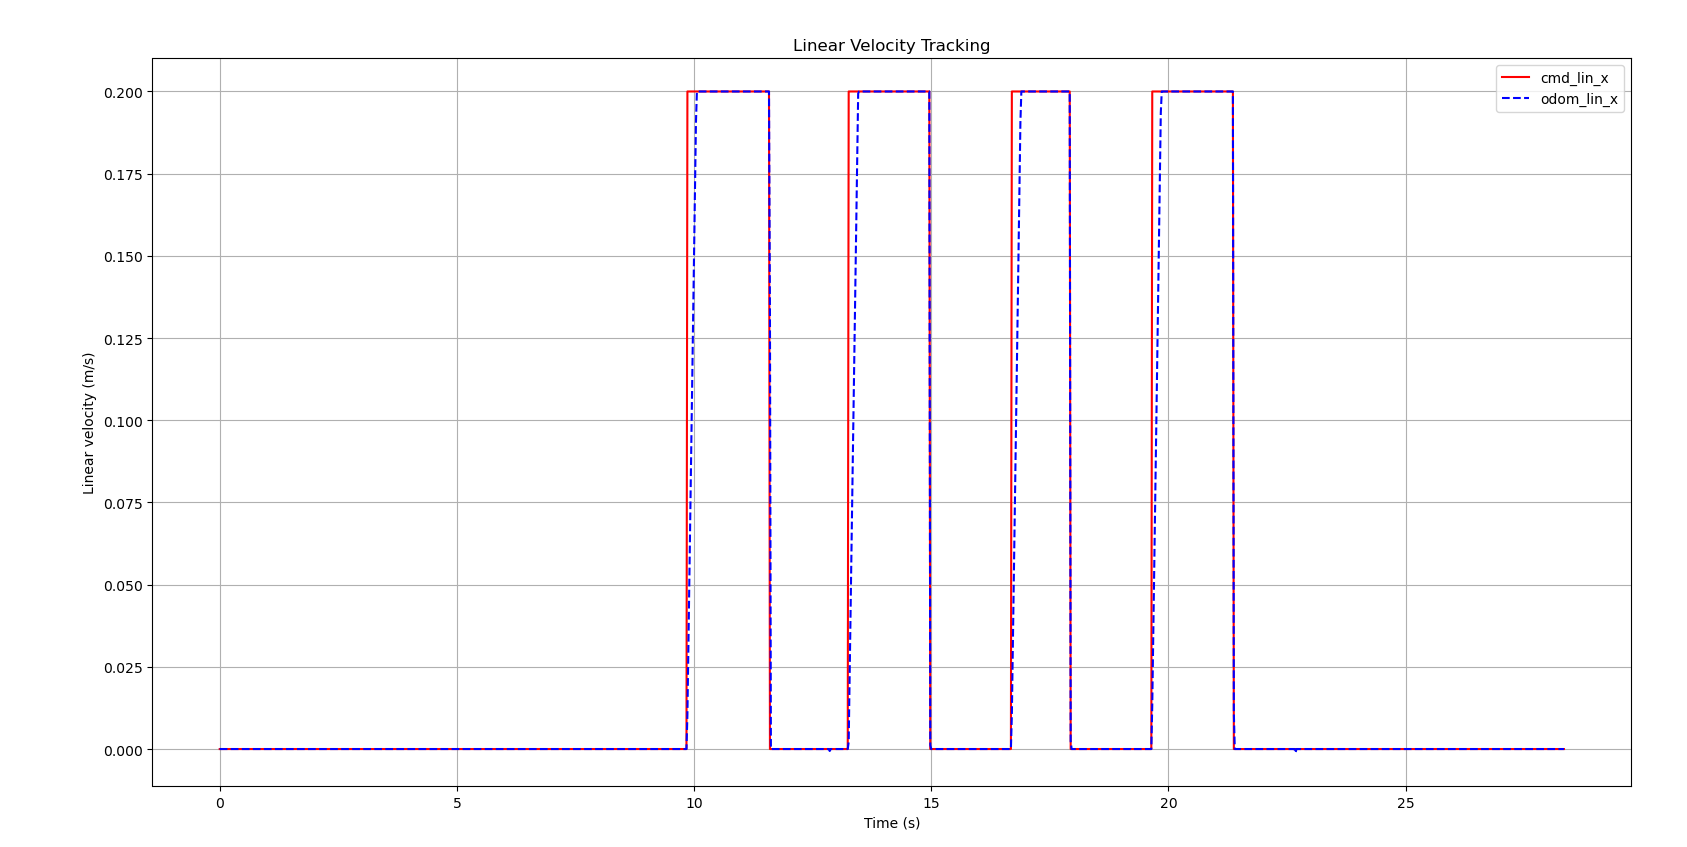 Linear Velocity Tracking
cmd_lin_x
odom_lin_x
0.200
0.175
0.150
0.125
0.100
0.075
0.050
0.025
0.000
Linear velocity (m/s)
0 5 10 15 20 25
Time (s)